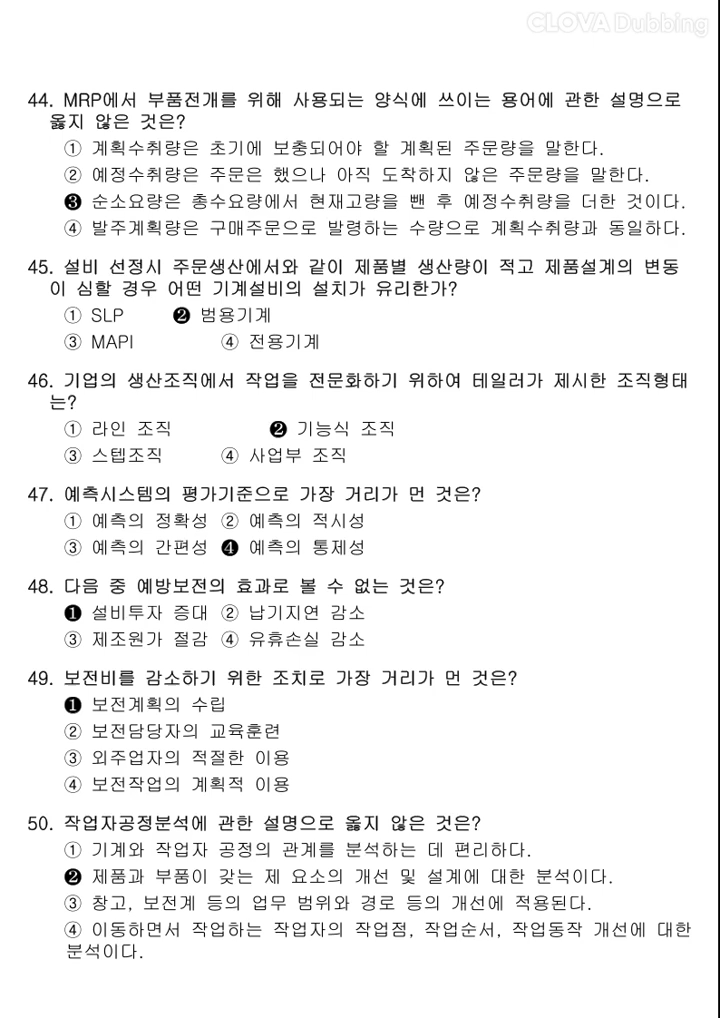 CLOVA Dubbing
44. MRP에서 부품전개를 위해 사용되는 양식에 쓰이는 용어에 관한 설명으로
옳지 않은 것은?
① 계획수취량은 초기에 보충되어야 할 계획된 주문량을 말한다.
② 예정수취량은 주문은 했으나 아직 도착하지 않은 주문량을 말한다.
❸ 순소요량은 총수요량에서 현재고량을 뺀 후 예정수취량을 더한 것이다.
④ 발주계획량은 구매주문으로 발령하는 수량으로 계획수취량과 동일하다.
45. 설비 선정시 주문생산에서와 같이 제품별 생산량이 적고 제품설계의 변동
이 심할 경우 어떤 기계설비의 설치가 유리한가?
① SLP ❷ 범용기계
③ MAPI ④ 전용기계
46. 기업의 생산조직에서 작업을 전문화하기 위하여 테일러가 제시한 조직형태
는?
① 라인 조직 ❷ 기능식 조직
③ 스텝조직 ④ 사업부 조직
47. 예측시스템의 평가기준으로 가장 거리가 먼 것은?
① 예측의 정확성 ② 예측의 적시성
③ 예측의 간편성 ❹ 예측의 통제성
48. 다음 중 예방보전의 효과로 볼 수 없는 것은?
❶ 설비투자 증대 ② 납기지연 감소
③ 제조원가 절감 ④ 유휴손실 감소
49. 보전비를 감소하기 위한 조치로 가장 거리가 먼 것은?
❶ 보전계획의 수립
② 보전담당자의 교육훈련
③ 외주업자의 적절한 이용
④ 보전작업의 계획적 이용
50. 작업자공정분석에 관한 설명으로 옳지 않은 것은?
① 기계와 작업자 공정의 관계를 분석하는 데 편리하다.
❷ 제품과 부품이 갖는 제 요소의 개선 및 설계에 대한 분석이다.
③ 창고, 보전계 등의 업무 범위와 경로 등의 개선에 적용된다.
④ 이동하면서 작업하는 작업자의 작업점, 작업순서, 작업동작 개선에 대한
분석이다.